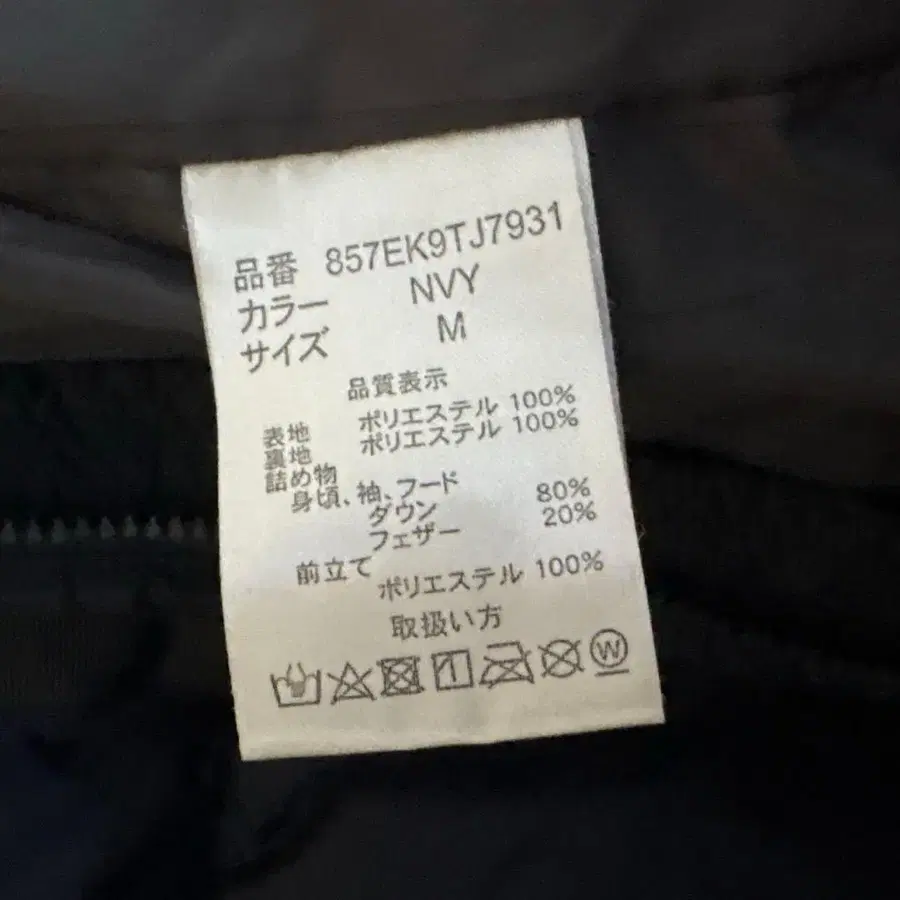 品番 857EK9TJ7931
カラー NVY
サイズ M
品質表示
表地 ポリエステル 100%
裏地 ポリエステル 100%
詰め物
身頃、袖、フード
ダウン 80%
フェザー 20%
前立て
ポリエステル 100%
取扱い方
W